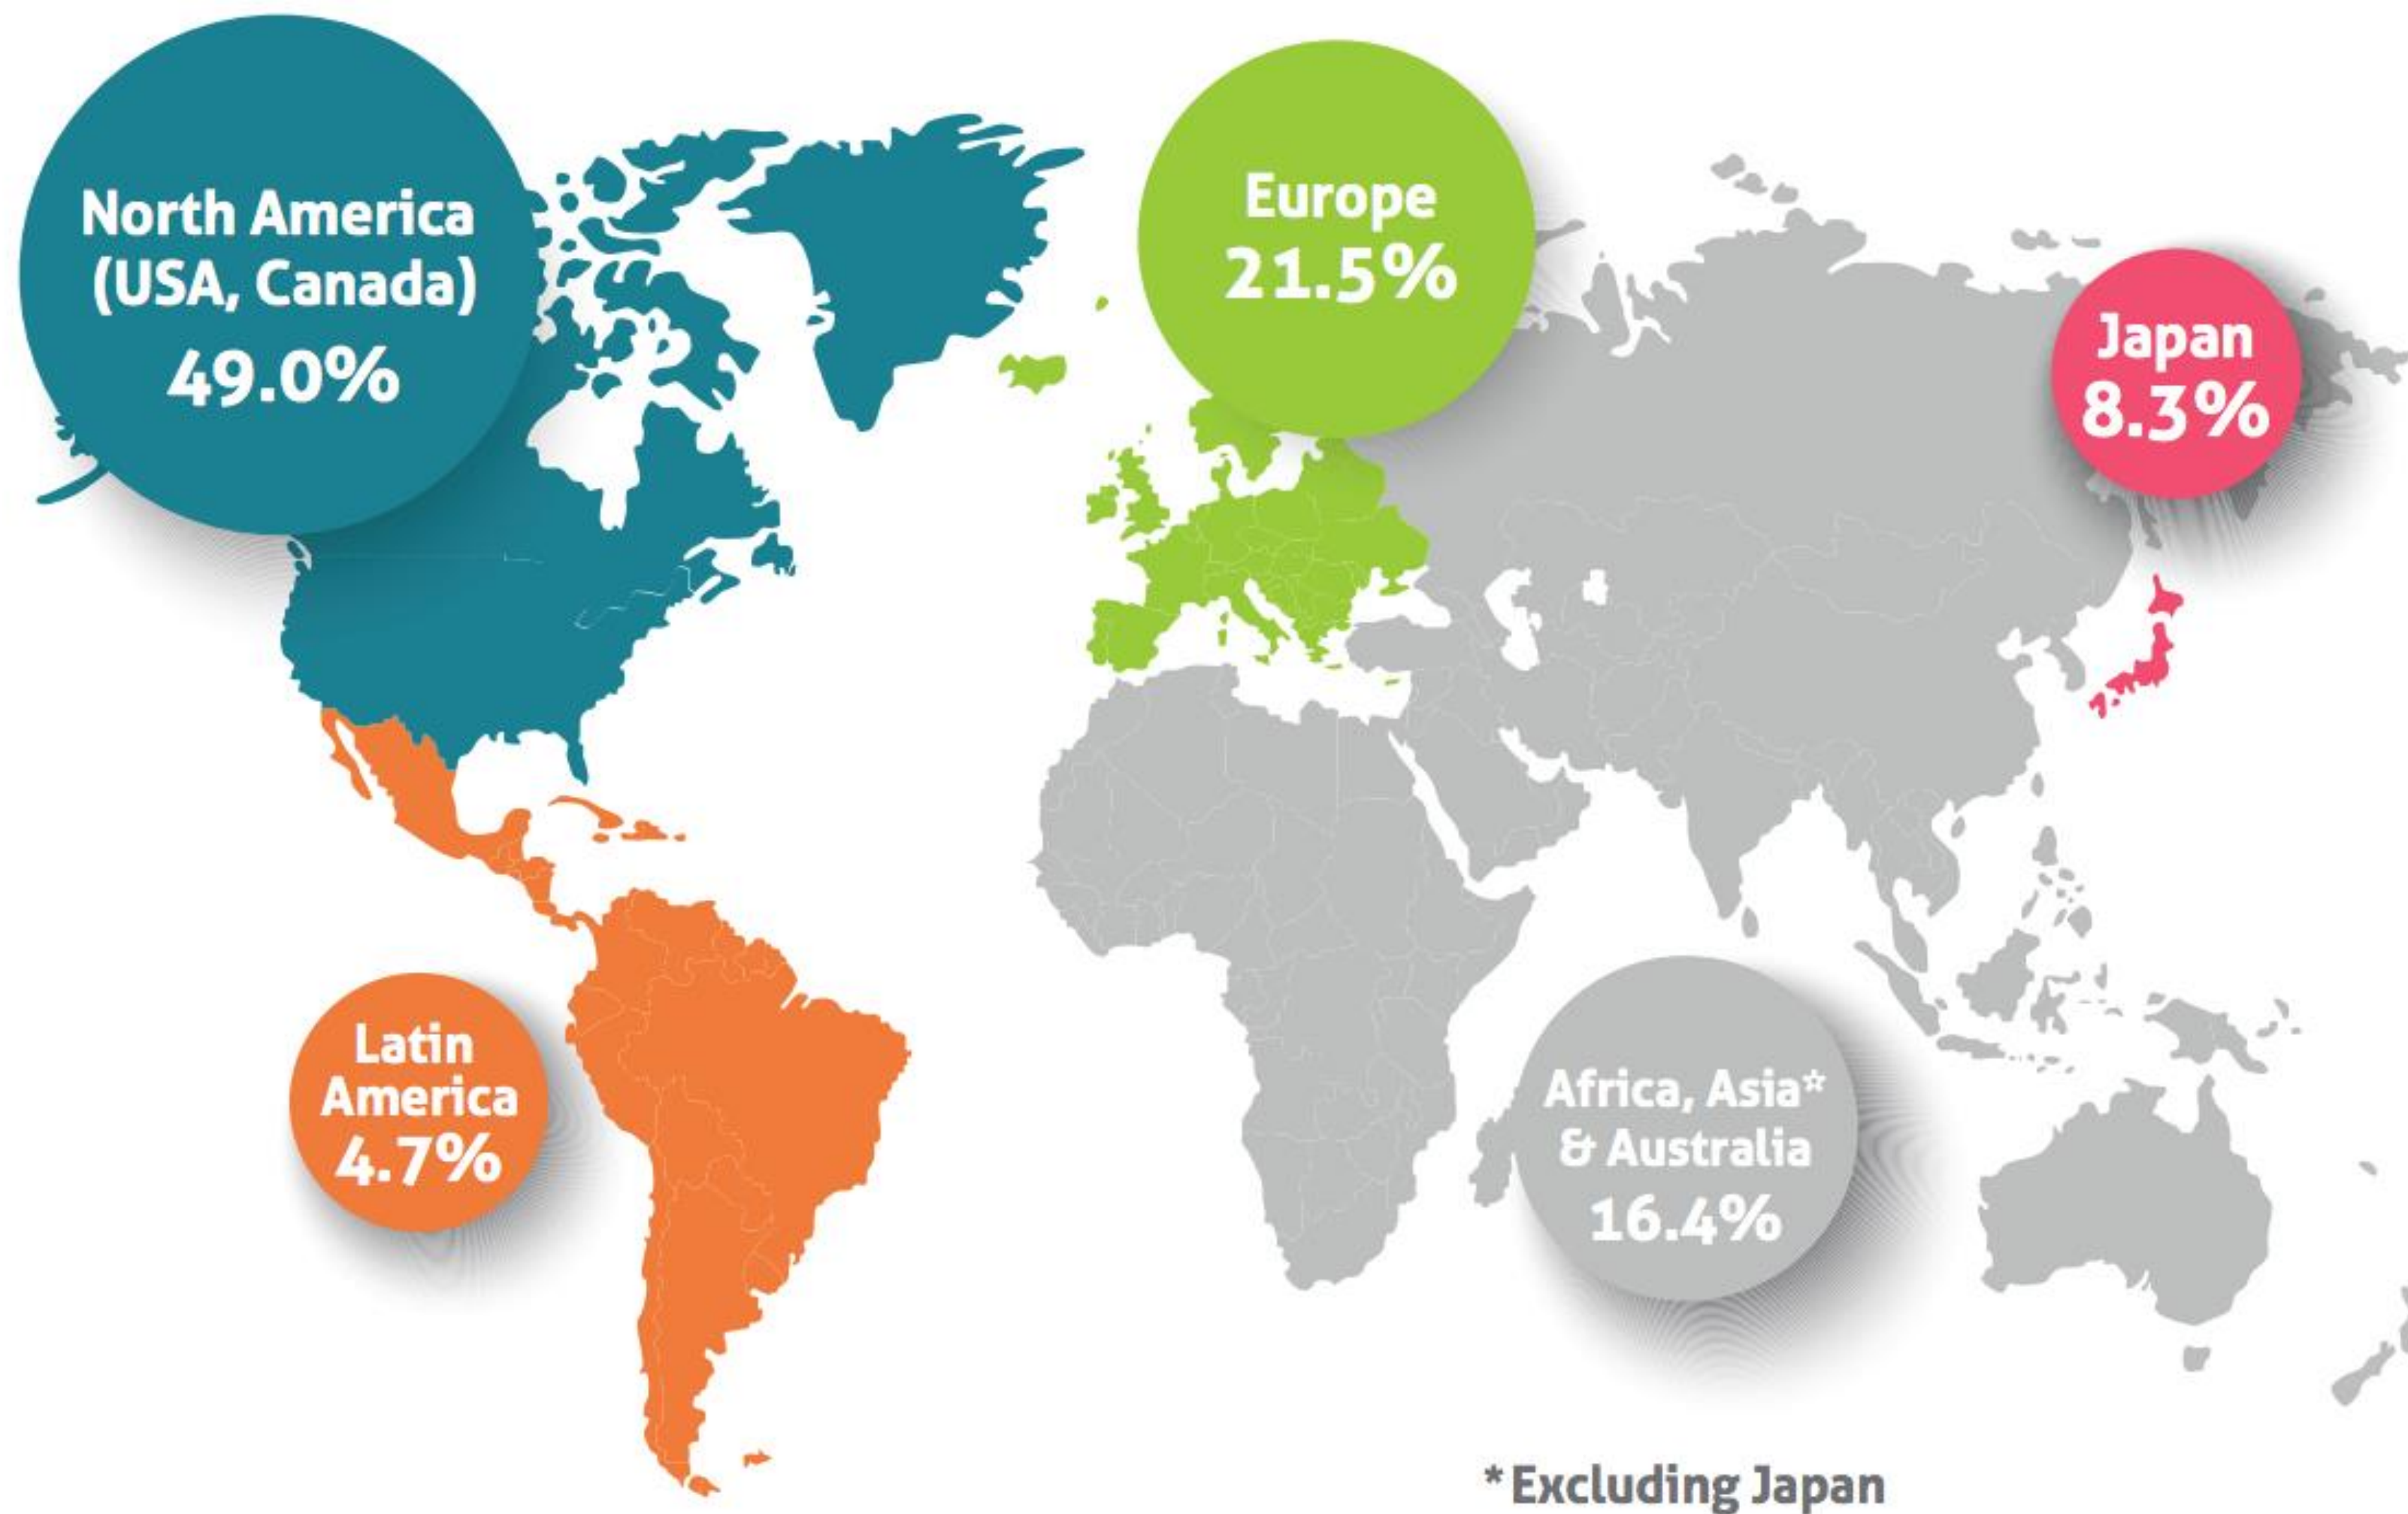 North America
(USA, Canada)
49.0%
Europe
21.5%
Japan
8.3%
Latin
America
4.7%
Africa, Asia*
& Australia
16.4%
*Excluding Japan